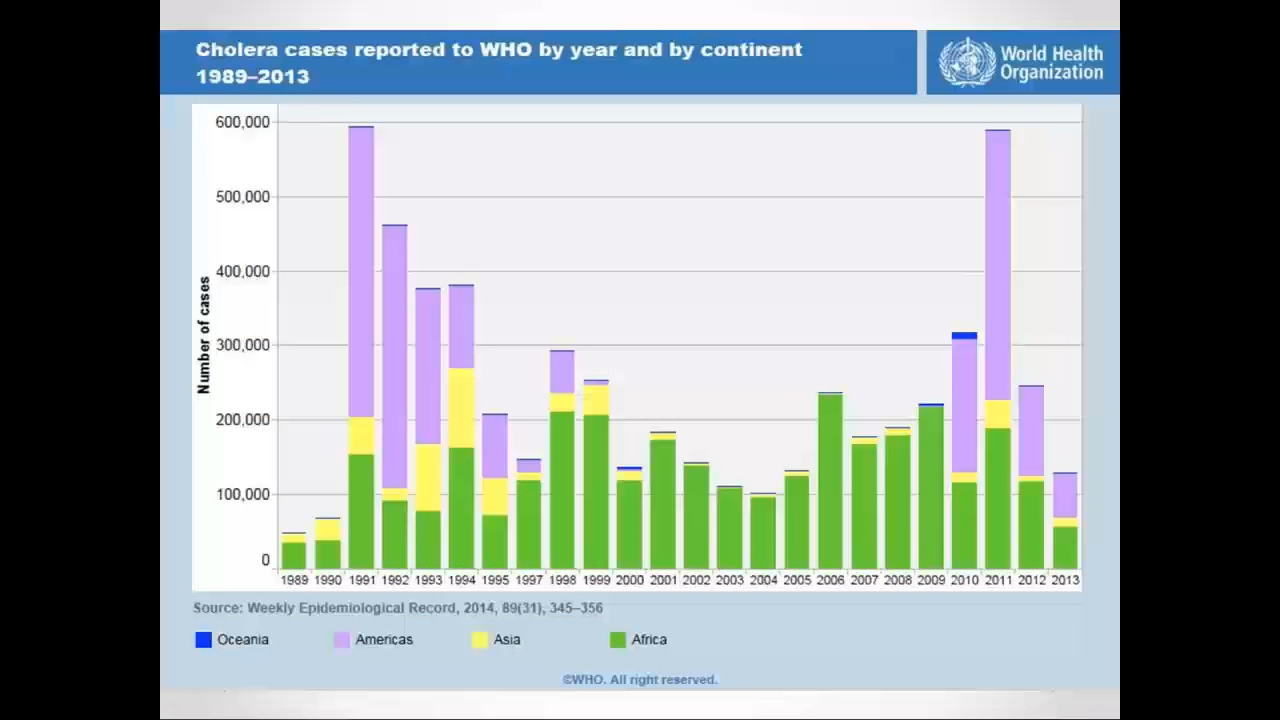 Cholera cases reported to WHO by year and by continent
1989–2013
World Health
Organization
Number of cases
600,000
500,000
400,000
300,000
200,000
100,000
0
1989 1990 1991 1992 1993 1994 1995 1997 1998 1999 2000 2001 2002 2003 2004 2005 2006 2007 2008 2009 2010 2011 2012 2013
Source: Weekly Epidemiological Record, 2014, 89(31), 345–356
Oceania Americas Asia Africa
©WHO. All right reserved.